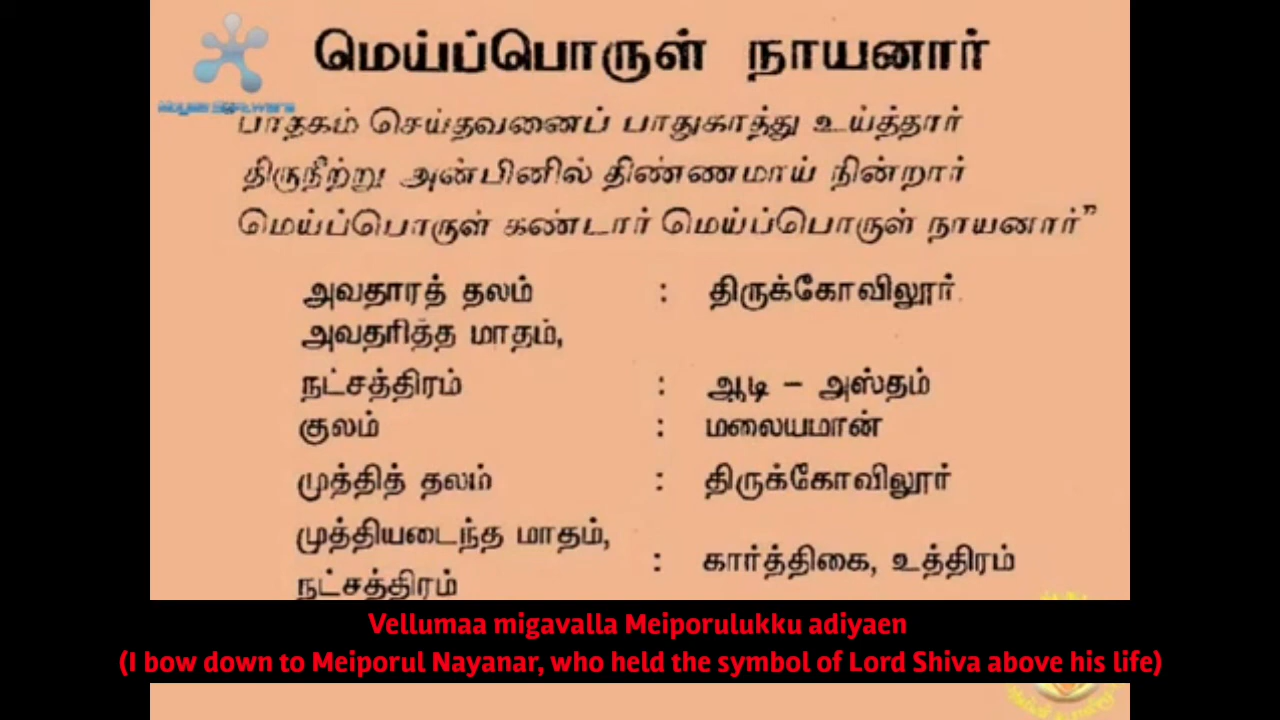 மெய்ப்பொருள் நாயனார்
பாதகம் செய்தவனைப் பாதுகாத்து உய்த்தார்
திருநீற்று அன்பினில் திண்ணமாய் நின்றார்
மெய்ப்பொருள் கண்டார் மெய்ப்பொருள் நாயனார்”
அவதாரத் தலம் : திருக்கோவிலூர்.
அவதரித்த மாதம்,
நட்சத்திரம் : ஆடி – அஸ்தம்
குலம் : மலையமான்
முத்தித் தலம் : திருக்கோவிலூர்
முத்தியடைந்த மாதம்,
நட்சத்திரம் : கார்த்திகை, உத்திரம்
Vellumaa migavalla Meiporulukku adiyaen
(I bow down to Meiporul Nayanar, who held the symbol of Lord Shiva above his life)